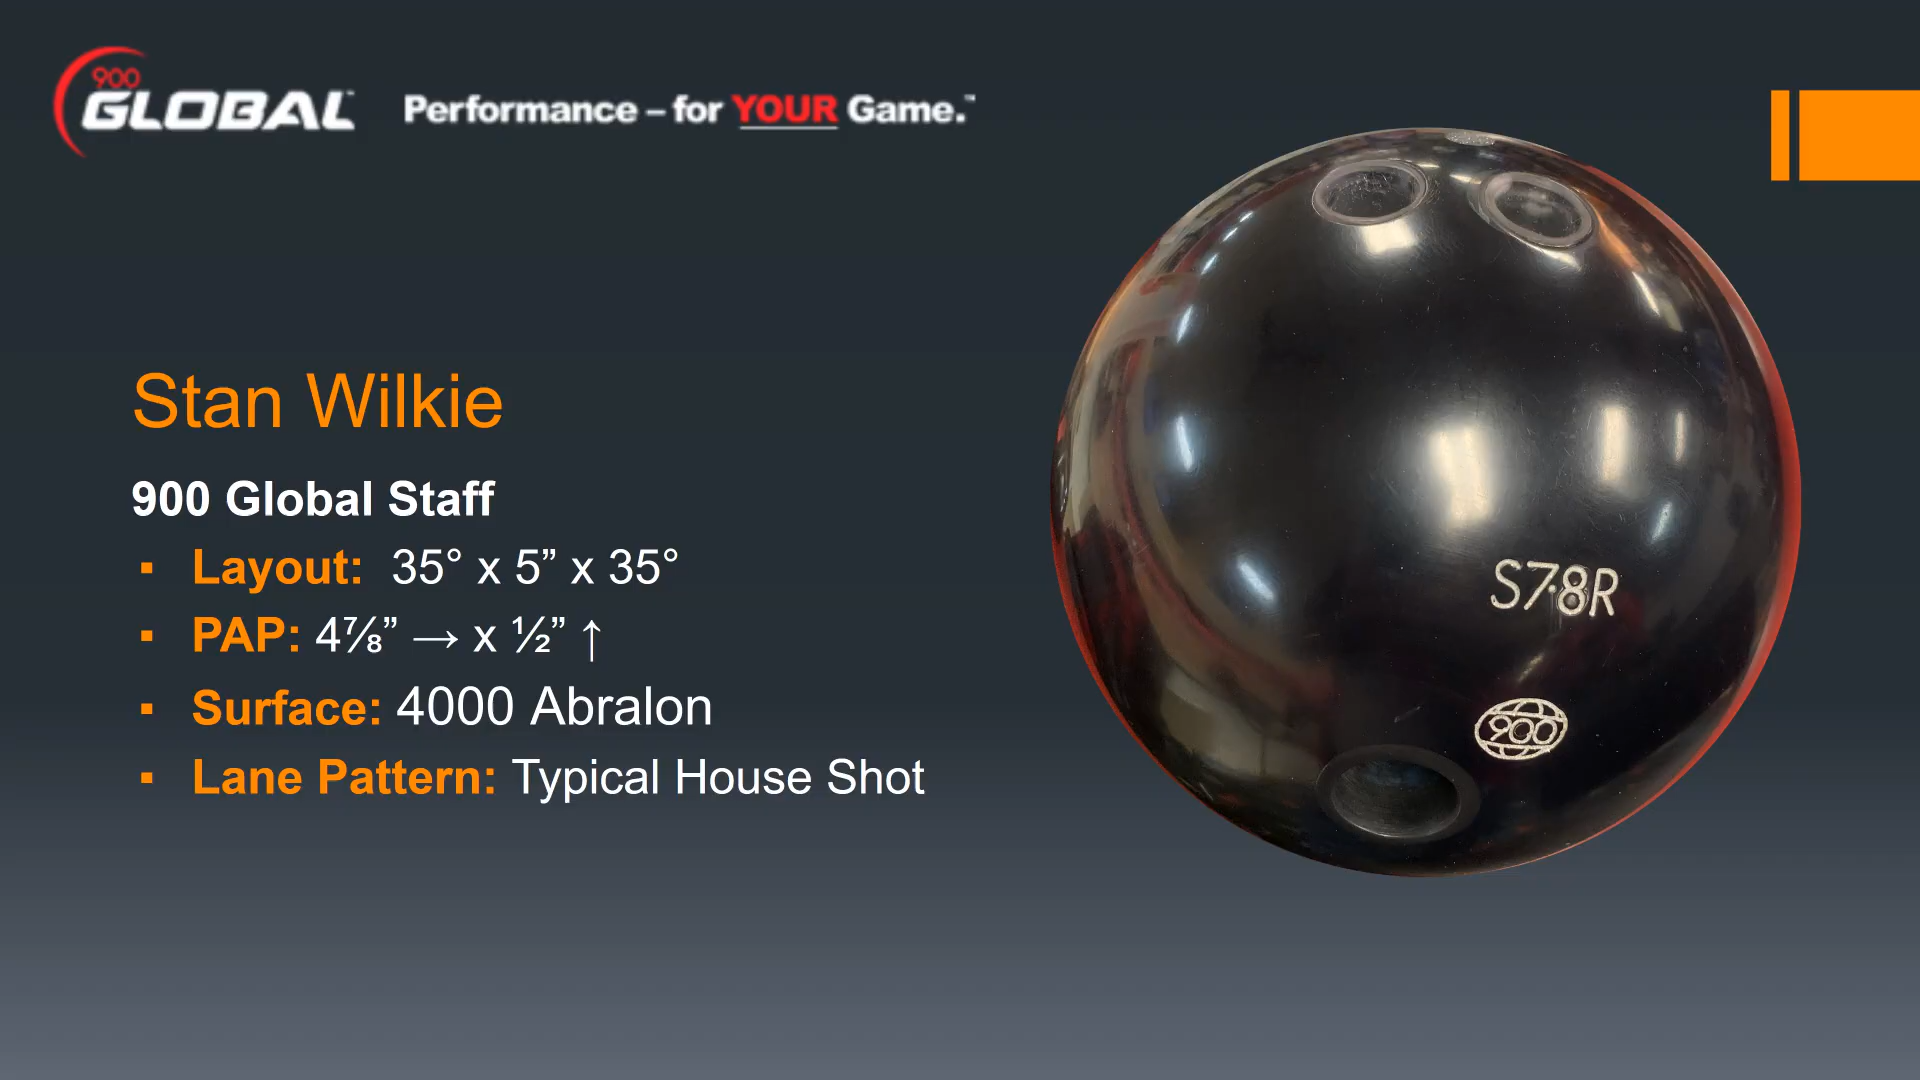 900
GLOBAL™ Performance – for YOUR Game.™
Stan Wilkie
900 Global Staff
▪ Layout: 35° x 5” x 35°
▪ PAP: 4⅞” → x ½” ↑
▪ Surface: 4000 Abralon
▪ Lane Pattern: Typical House Shot
S78R
900